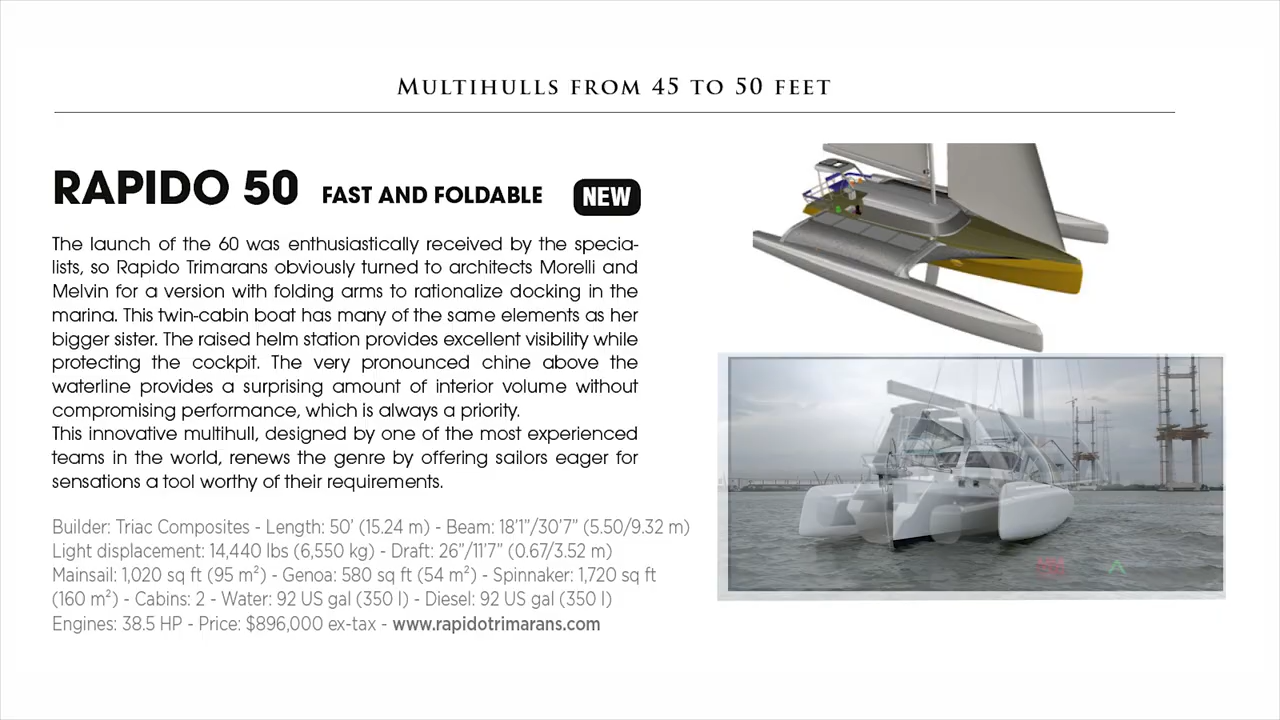 MULTIHULLS FROM 45 TO 50 FEET
RAPIDO 50 FAST AND FOLDABLE NEW
The launch of the 60 was enthusiastically received by the specia-
lists, so Rapido Trimarans obviously turned to architects Morelli and
Melvin for a version with folding arms to rationalize docking in the
marina. This twin-cabin boat has many of the same elements as her
bigger sister. The raised helm station provides excellent visibility while
protecting the cockpit. The very pronounced chine above the
waterline provides a surprising amount of interior volume without
compromising performance, which is always a priority.
This innovative multihull, designed by one of the most experienced
teams in the world, renews the genre by offering sailors eager for
sensations a tool worthy of their requirements.
Builder: Triac Composites - Length: 50' (15.24 m) - Beam: 18'1"/30'7" (5.50/9.32 m)
Light displacement: 14,440 lbs (6,550 kg) - Draft: 26"/11'7" (0.67/3.52 m)
Mainsail: 1,020 sq ft (95 m²) - Genoa: 580 sq ft (54 m²) - Spinnaker: 1,720 sq ft
(160 m²) - Cabins: 2 - Water: 92 US gal (350 l) - Diesel: 92 US gal (350 l)
Engines: 38.5 HP - Price: $896,000 ex-tax - www.rapidotrimarans.com